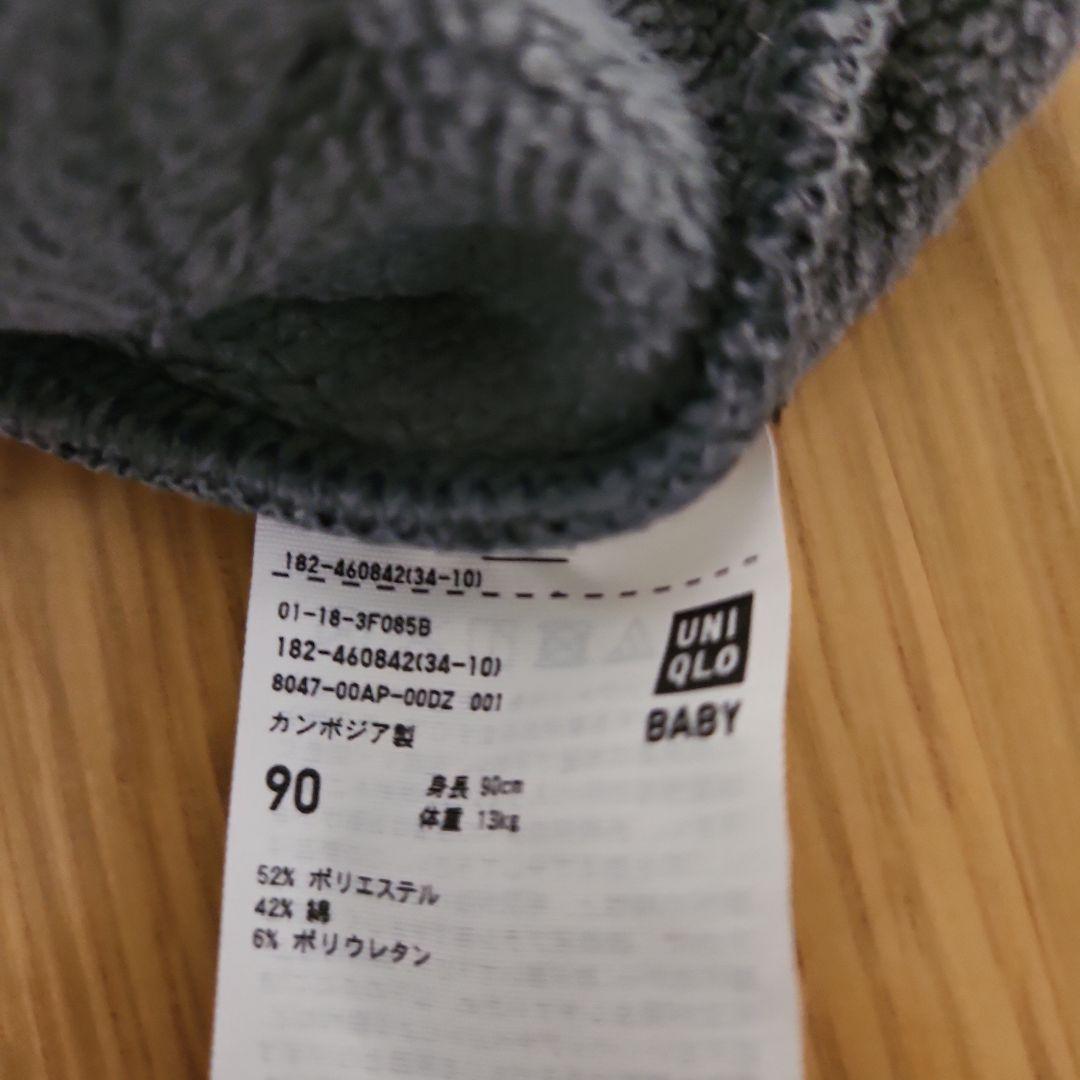 182-460842(34-10)
01-18-3F085B
182-460842(34-10)
8047-00AP-00DZ 001
カンボジア製
UNI
QLO
BABY
90
身長 90cm
体重 13kg
52% ポリエステル
42% 綿
6% ポリウレタン